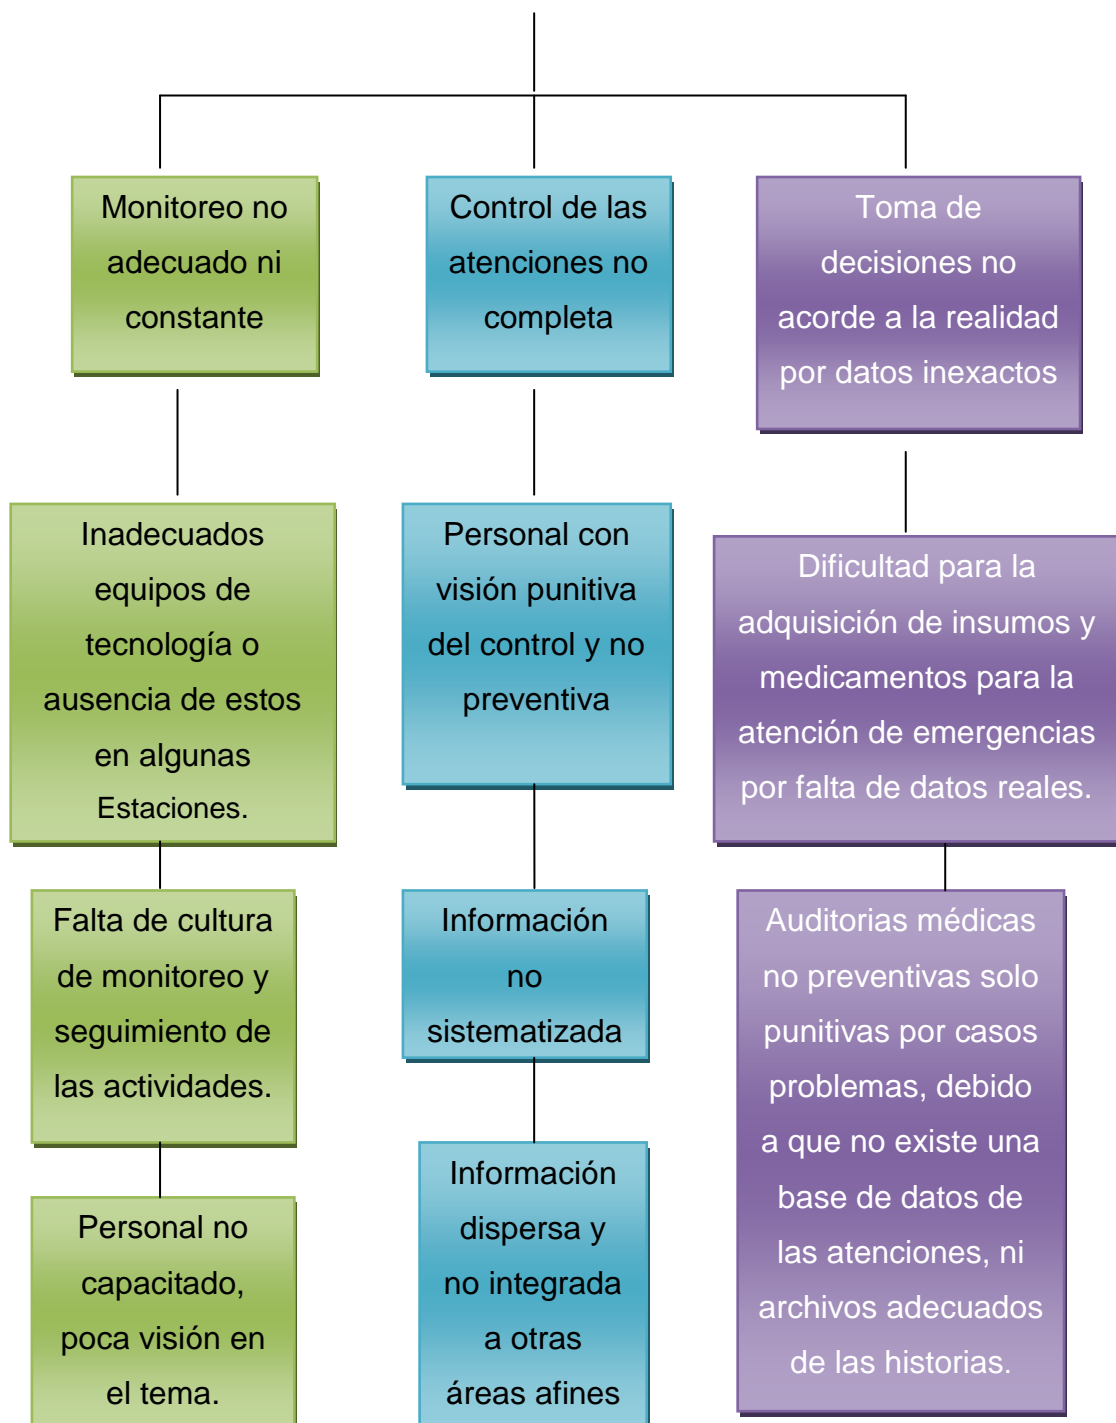 Monitoreo no
adecuado ni
constante
Inadecuados
equipos de
tecnología o
ausencia de estos
en algunas
Estaciones.
Falta de cultura
de monitoreo y
seguimiento de
las actividades.
Personal no
capacitado,
poca visión en
el tema.
Control de las
atenciones no
completa
Personal con
visión punitiva
del control y no
preventiva
Información
no
sistematizada
Información
dispersa y
no integrada
a otras
áreas afines
Toma de
decisiones no
acorde a la realidad
por datos inexactos
Dificultad para la
adquisición de insumos y
medicamentos para la
atención de emergencias
por falta de datos reales.
Auditorias médicas
no preventivas solo
punitivas por casos
problemas, debido
a que no existe una
base de datos de
las atenciones, ni
archivos adecuados
de las historias.